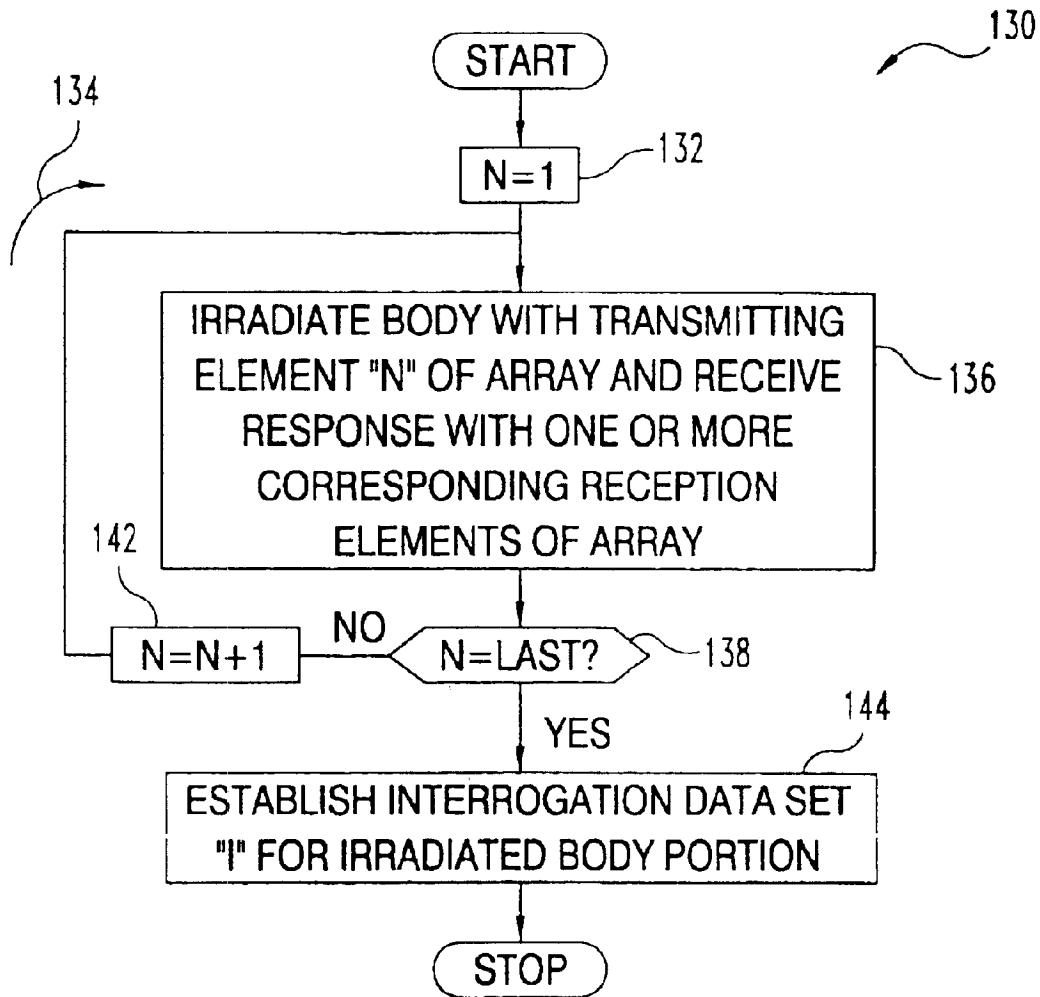 130
START
134
N=1
132
IRRADIATE BODY WITH TRANSMITTING
ELEMENT "N" OF ARRAY AND RECEIVE
RESPONSE WITH ONE OR MORE
CORRESPONDING RECEPTION
ELEMENTS OF ARRAY
136
142
N=N+1
NO
N=LAST?
138
YES
144
ESTABLISH INTERROGATION DATA SET
"I" FOR IRRADIATED BODY PORTION
STOP